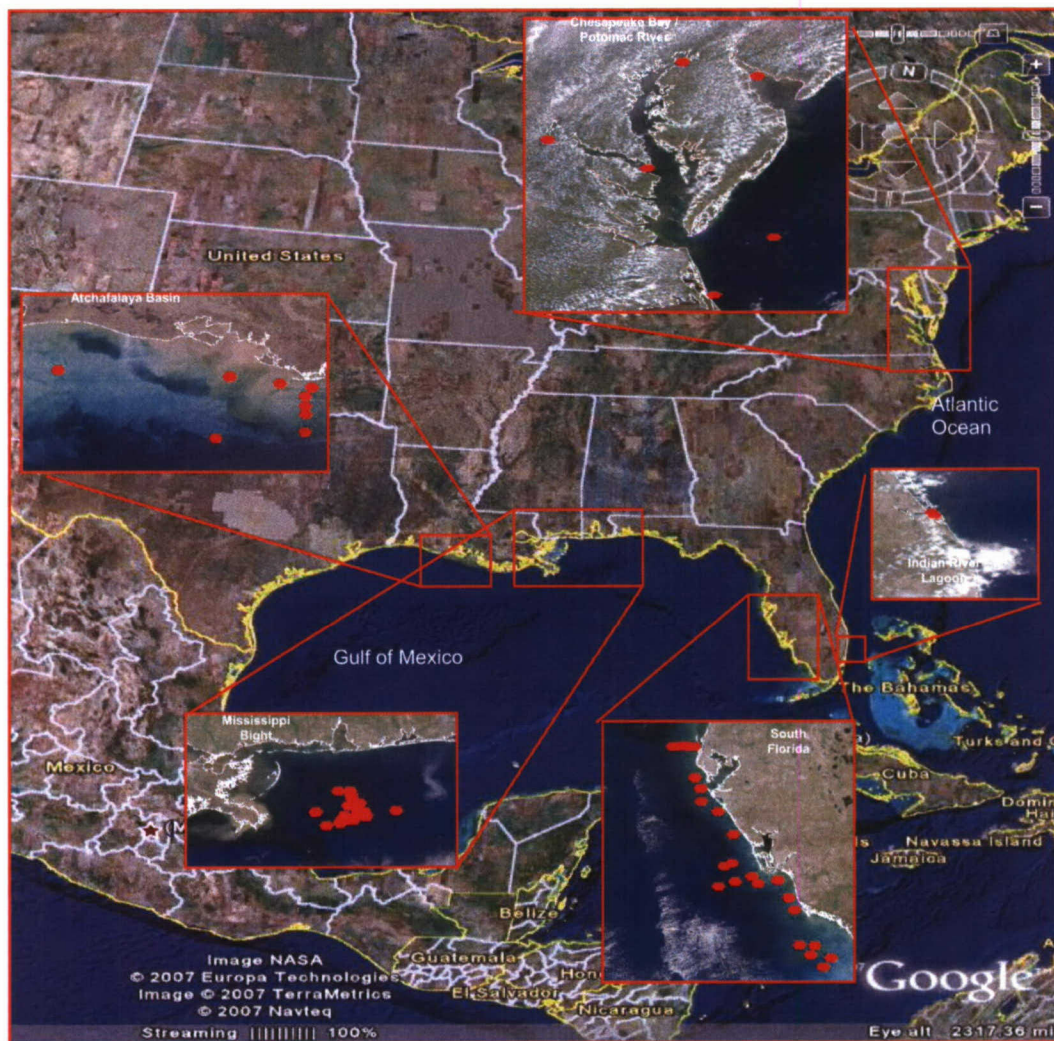 Chesapeake Bay /
Potomac River
N
United States
Atchafalaya Basin
Atlantic
Ocean
Indian River
Lagoon
Gulf of Mexico
The Bahamas
Mississippi
Bight
South
Florida
Turks and C
Mexico
Cuba
Domin
Navassa Island
Jamaica
Belize
Image NASA
© 2007 Europa Technologies
Image © 2007 TerraMetrics
© 2007 Navteq
Guatemala
Hon
El Salvador
Nicaragua
Google
Streaming |||||||||| 100%
Eye alt 2317.36 mi